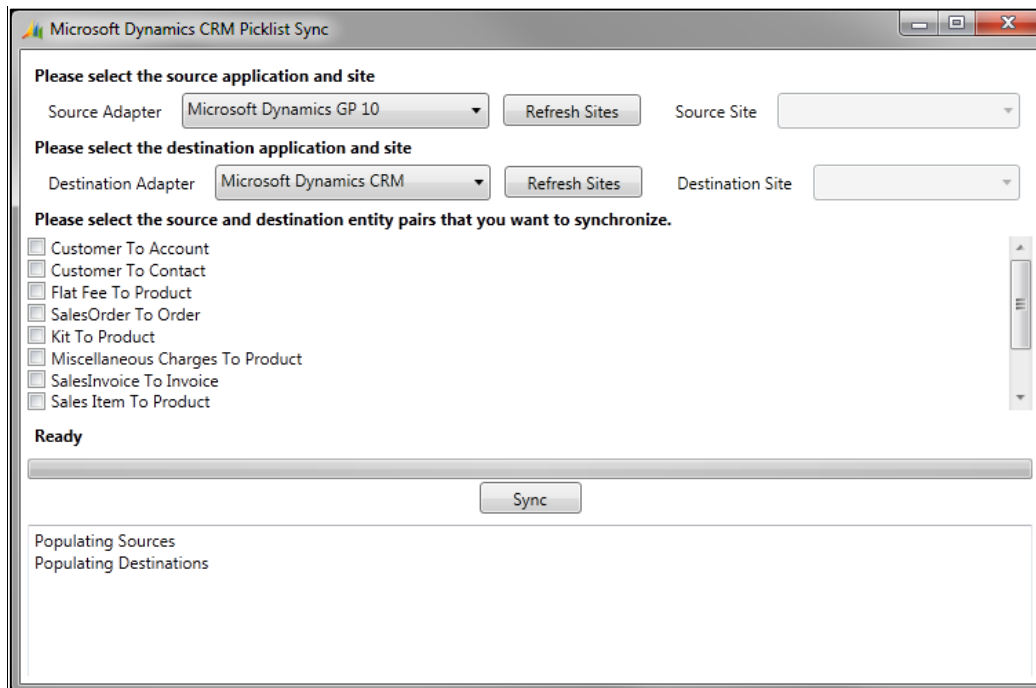 Microsoft Dynamics CRM Picklist Sync
Please select the source application and site
Source Adapter Microsoft Dynamics GP 10 Refresh Sites Source Site
Please select the destination application and site
Destination Adapter Microsoft Dynamics CRM Refresh Sites Destination Site
Please select the source and destination entity pairs that you want to synchronize.
Customer To Account
Customer To Contact
Flat Fee To Product
SalesOrder To Order
Kit To Product
Miscellaneous Charges To Product
SalesInvoice To Invoice
Sales Item To Product
Ready
Sync
Populating Sources
Populating Destinations